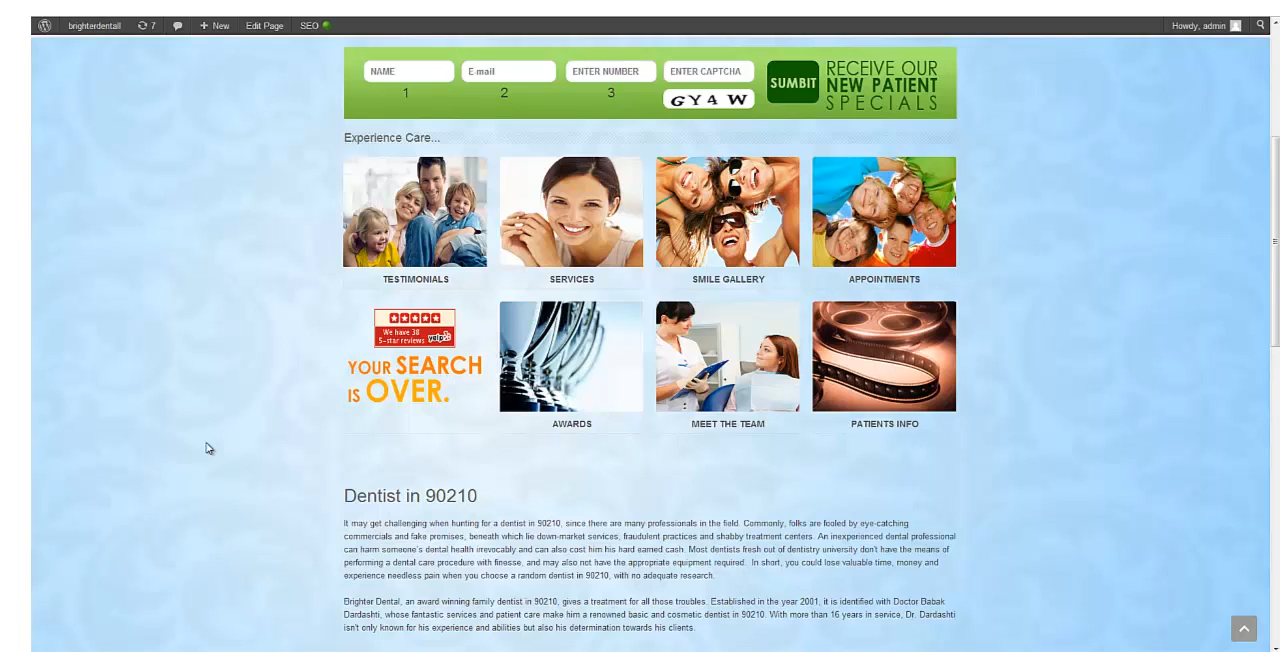 brighterdentall 7 + New Edit Page SEO Howdy, admin
NAME E-mail ENTER NUMBER ENTER CAPTCHA
1 2 3 GY4W
SUMBIT
RECEIVE OUR
NEW PATIENT
SPECIALS
Experience Care...
TESTIMONIALS SERVICES SMILE GALLERY APPOINTMENTS
We have 38
5-star reviews yelp
YOUR SEARCH
IS OVER.
AWARDS MEET THE TEAM PATIENTS INFO
Dentist in 90210
It may get challenging when hunting for a dentist in 90210, since there are many professionals in the field. Commonly, folks are fooled by eye-catching
commercials and fake promises, beneath which lie down-market services, fraudulent practices and shabby treatment centers. An inexperienced dental professional
can harm someone's dental health irrevocably and can also cost him his hard earned cash. Most dentists fresh out of dentistry university don't have the means of
performing a dental care procedure with finesse, and may also not have the appropriate equipment required. In short, you could lose valuable time, money and
experience needless pain when you choose a random dentist in 90210, with no adequate research.
Brighter Dental, an award winning family dentist in 90210, gives a treatment for all those troubles. Established in the year 2001, it is identified with Doctor Babak
Dardashti, whose fantastic services and patient care make him a renowned basic and cosmetic dentist in 90210. With more than 16 years in service, Dr. Dardashti
isn't only known for his experience and abilities but also his determination towards his clients.